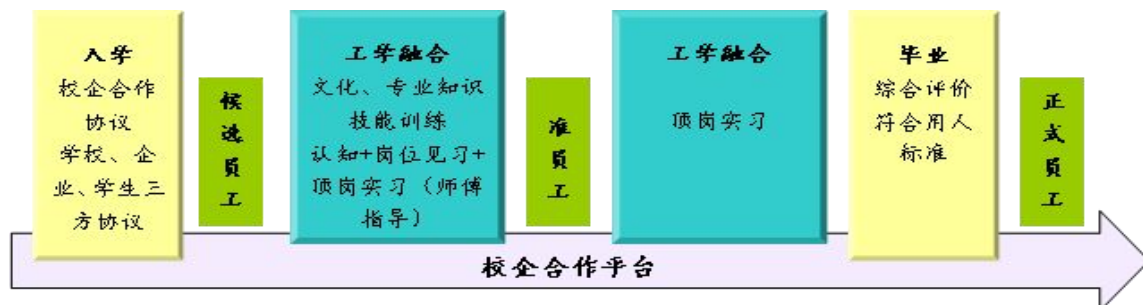 入学
校企合作
协议
学校、企
业、学生三
方协议
候选员工
工学融合
文化、专业知识
技能训练
认知+岗位见习+
顶岗实习（师傅
指导）
准员工
工学融合
顶岗实习
毕业
综合评价
符合用人
标准
正式员工
校企合作平台